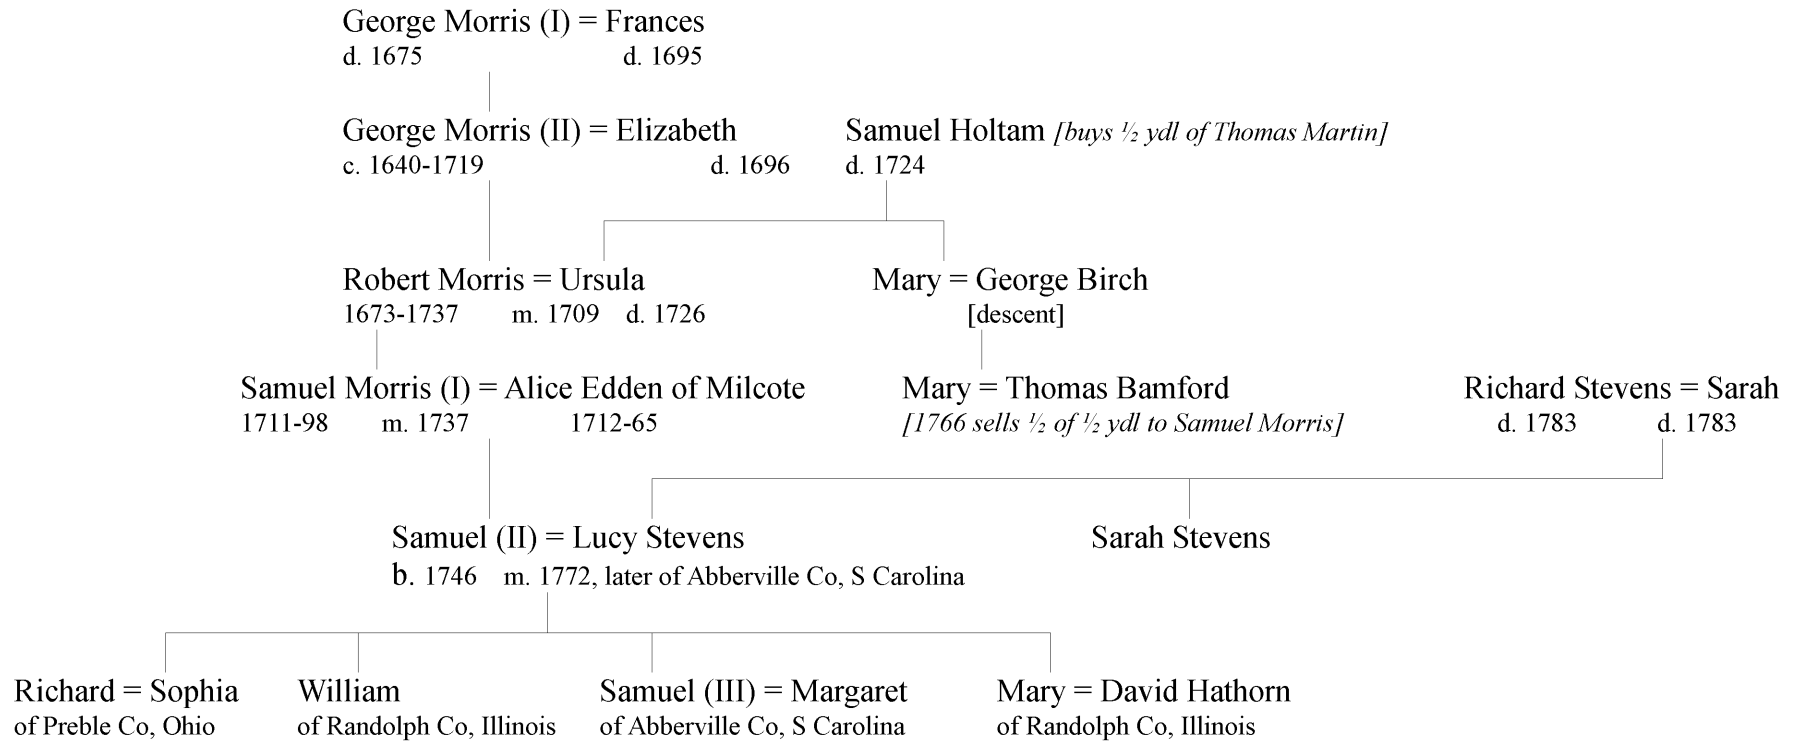 George Morris (I) = Frances
d. 1675 d. 1695
George Morris (II) = Elizabeth Samuel Holtam [buys ½ ydl of Thomas Martin]
c. 1640-1719 d. 1696 d. 1724
Robert Morris = Ursula Mary = George Birch
1673-1737 m. 1709 d. 1726 [descent]
Samuel Morris (I) = Alice Edden of Milcote Mary = Thomas Bamford Richard Stevens = Sarah
1711-98 m. 1737 1712-65 [1766 sells ½ of ½ ydl to Samuel Morris] d. 1783 d. 1783
Samuel (II) = Lucy Stevens Sarah Stevens
b. 1746 m. 1772, later of Abberville Co, S Carolina
Richard = Sophia William Samuel (III) = Margaret Mary = David Hathorn
of Preble Co, Ohio of Randolph Co, Illinois of Abberville Co, S Carolina of Randolph Co, Illinois